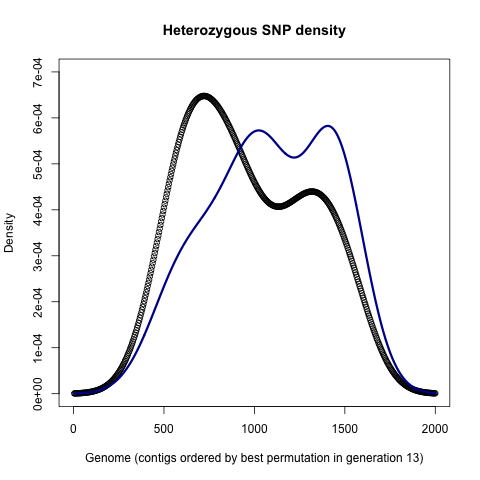 Heterozygous SNP density
Density
7e-04
6e-04
5e-04
4e-04
3e-04
2e-04
1e-04
0e+00
0 500 1000 1500 2000
Genome (contigs ordered by best permutation in generation 13)